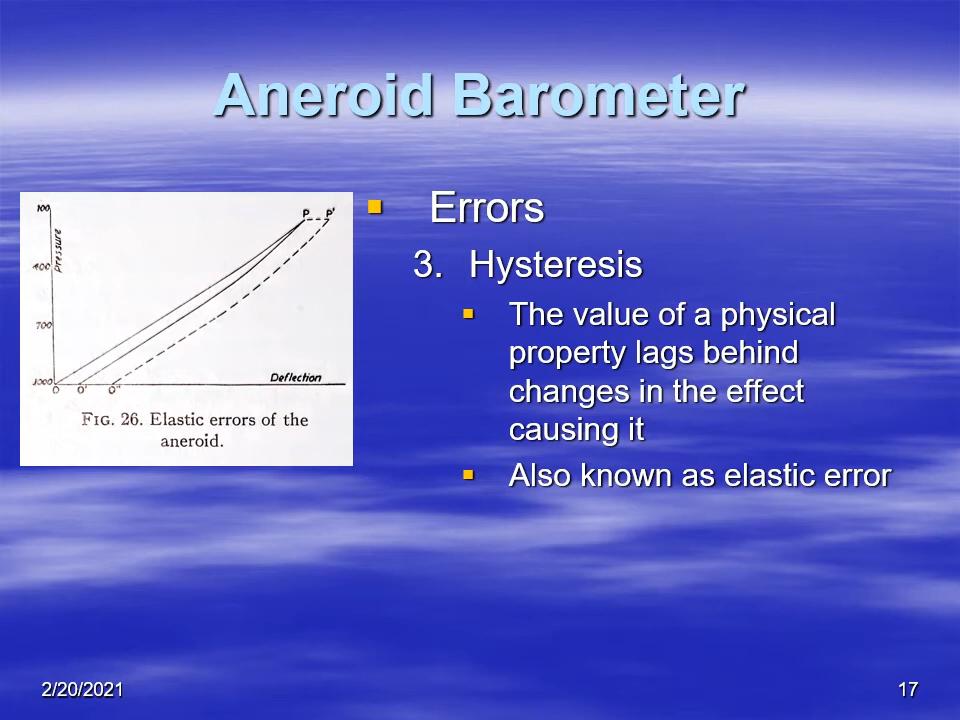 Aneroid Barometer
Errors
3. Hysteresis
The value of a physical
property lags behind
changes in the effect
causing it
Also known as elastic error
100
P P'
Pressure
400
700
1000
O O' O"
Deflection
FIG. 26. Elastic errors of the
aneroid.
2/20/2021
17